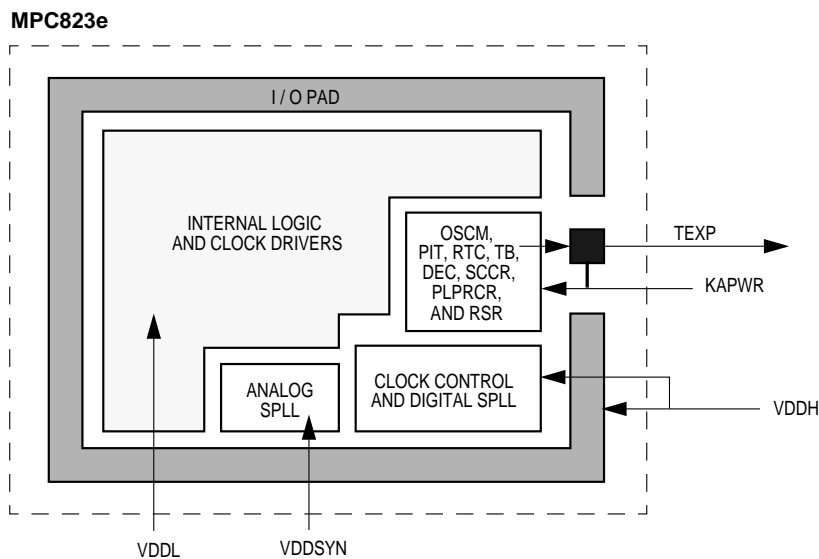 MPC823e
I / O PAD
INTERNAL LOGIC
AND CLOCK DRIVERS
OSCM,
PIT, RTC, TB,
DEC, SCCR,
PLPRCR,
AND RSR
TEXP
KAPWR
ANALOG
SPLL
CLOCK CONTROL
AND DIGITAL SPLL
VDDH
VDDL
VDDSYN